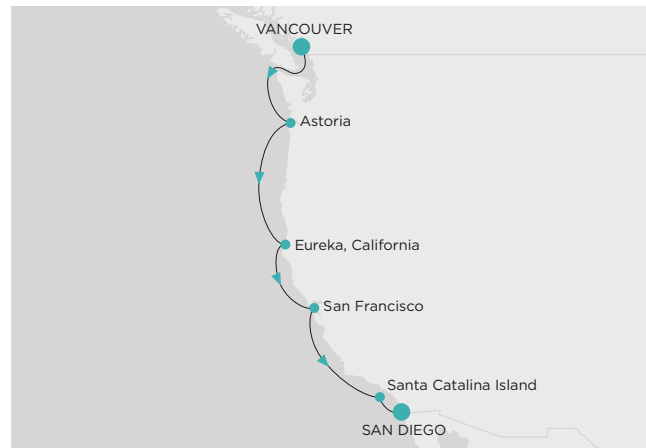 VANCOUVER
Astoria
Eureka, California
San Francisco
Santa Catalina Island
SAN DIEGO